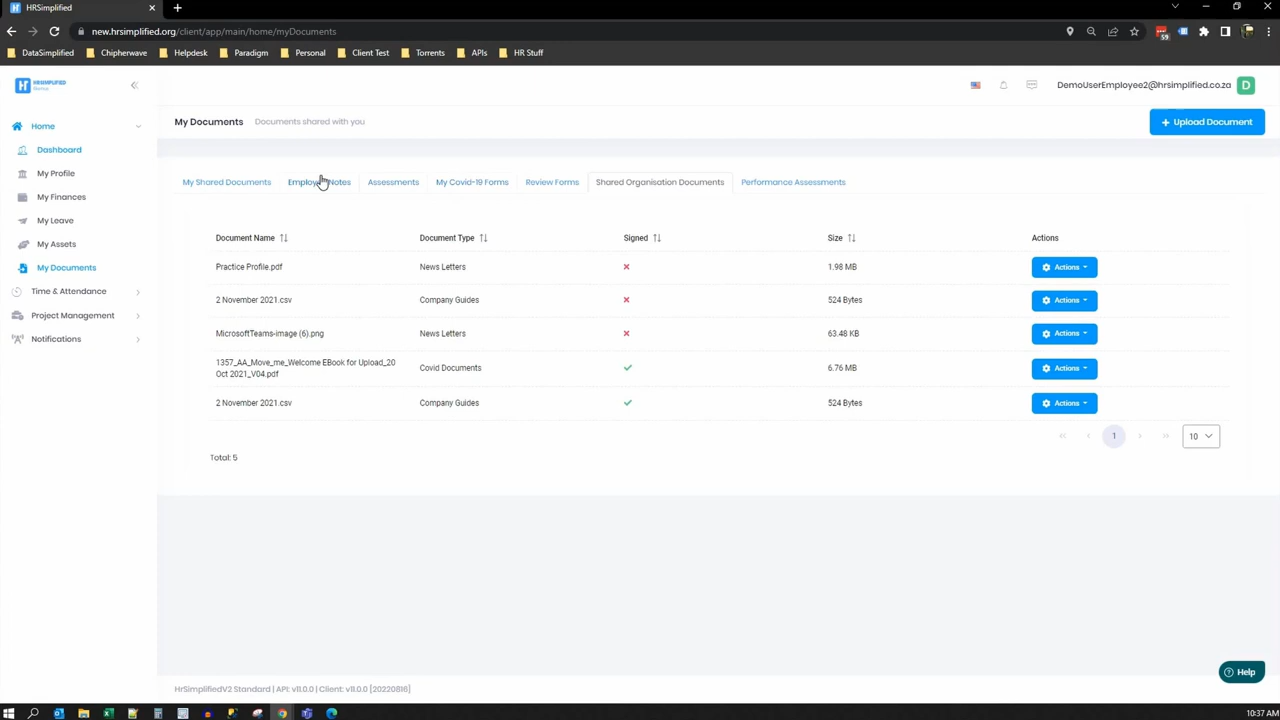 HRSimplified
new.hrsimplified.org/client/app/main/home/myDocuments
59
DataSimplified Chipherwave Helpdesk Paradigm Personal Client Test Torrents APIs HR Stuff
HRSIMPLIFIED
DemoUserEmployee2@hrsimplified.co.za D
My Documents Documents shared with you
+ Upload Document
Home
Dashboard
My Profile
My Finances
My Leave
My Assets
My Documents
Time & Attendance
Project Management
Notifications
My Shared Documents Employee Notes Assessments My Covid-19 Forms Review Forms Shared Organisation Documents Performance Assessments
Document Name Document Type Signed Size Actions
Practice Profile.pdf News Letters 1.98 MB Actions
2 November 2021.csv Company Guides 524 Bytes Actions
MicrosoftTeams-image (6).png News Letters 63.48 KB Actions
1357_AA_Move_me_Welcome EBook for Upload_20
Oct 2021_V04.pdf Covid Documents 6.76 MB Actions
2 November 2021.csv Company Guides 524 Bytes Actions
1 10
Total: 5
Help
HrSimplifiedV2 Standard | API: v11.0.0 | Client: v11.0.0 [20220816]
10:37 AM